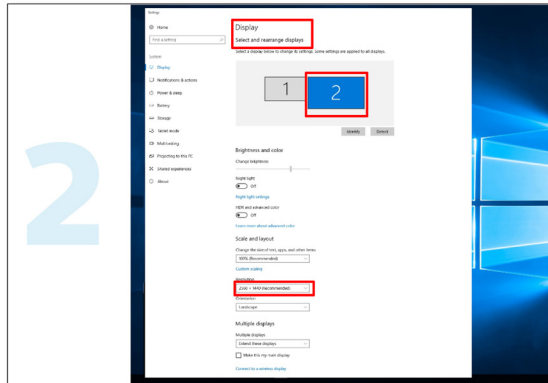 2
Settings
Home
Find a setting
System
Display
Notifications & actions
Power & sleep
Battery
Storage
Tablet mode
Multitasking
Projecting to this PC
Shared experiences
About
Display
Select and rearrange displays
Select a display below to change its settings. Some settings are applied to all displays.
1
2
Identify Detect
Brightness and color
Change brightness
Night light
Off
Night light settings
HDR and advanced color
Off
Learn more about advanced color
Scale and layout
Change the size of text, apps, and other items
100% (Recommended)
Custom scaling
Resolution
2560 × 1440 (Recommended)
Orientation
Landscape
Multiple displays
Multiple displays
Extend these displays
Make this my main display
Connect to a wireless display